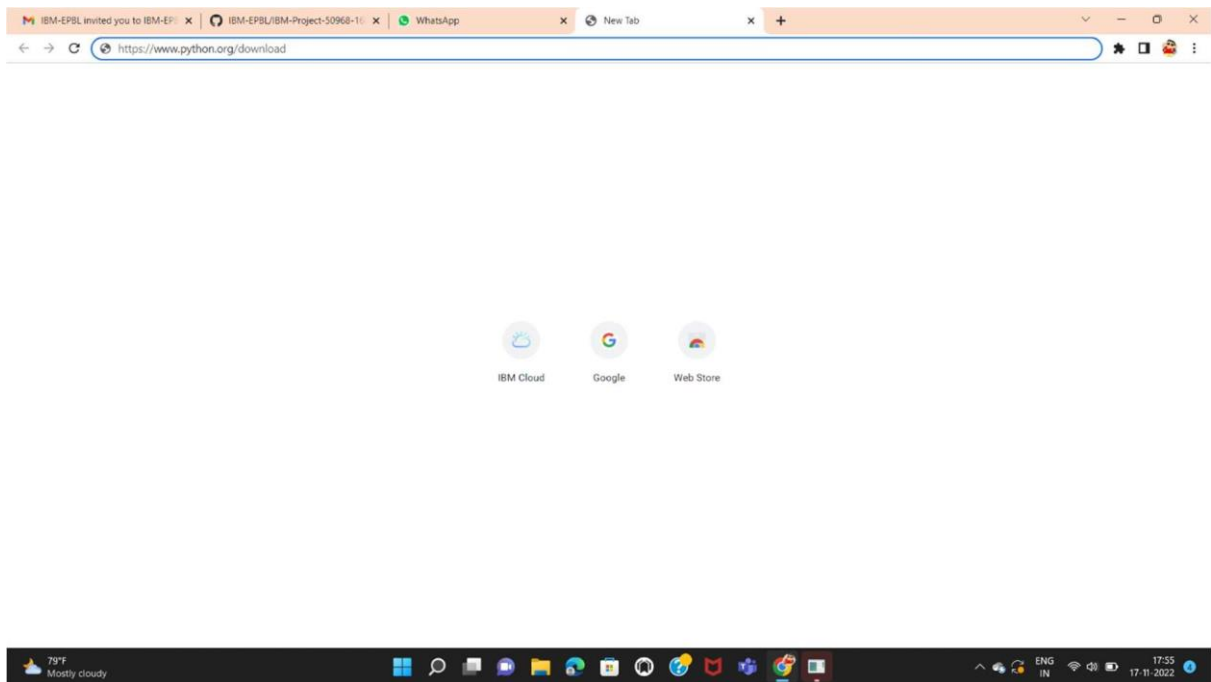 IBM-EPBL invited you to IBM-EP
IBM-EPBL/IBM-Project-50968-16
WhatsApp
New Tab
https://www.python.org/download
IBM Cloud
Google
Web Store
79°F
Mostly cloudy
ENG
IN
17:55
17-11-2022
4